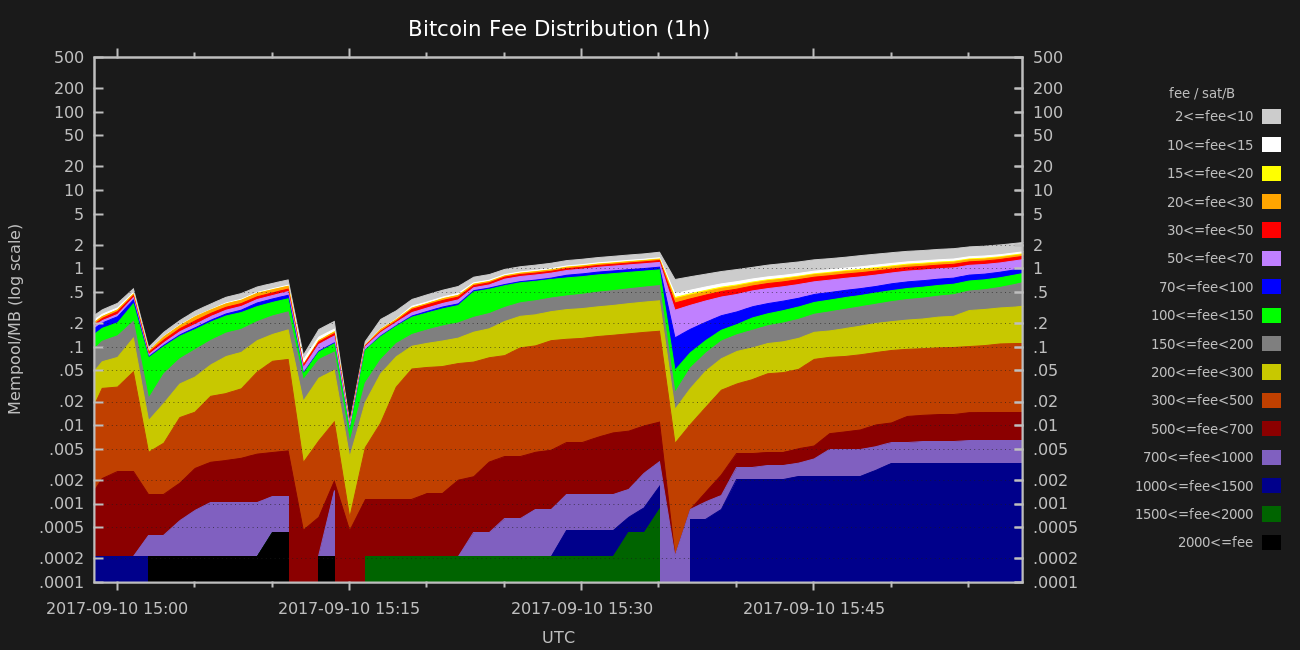 Bitcoin Fee Distribution (1h)
500 500
200 200
100 100
50 50
20 20
10 10
5 5
2 2
1 1
.5 .5
.2 .2
.1 .1
.05 .05
.02 .02
.01 .01
.005 .005
.002 .002
.001 .001
.0005 .0005
.0002 .0002
.0001 .0001
Mempool/MB (log scale)
2017-09-10 15:00 2017-09-10 15:15 2017-09-10 15:30 2017-09-10 15:45
UTC
fee / sat/B
2<=fee<10
10<=fee<15
15<=fee<20
20<=fee<30
30<=fee<50
50<=fee<70
70<=fee<100
100<=fee<150
150<=fee<200
200<=fee<300
300<=fee<500
500<=fee<700
700<=fee<1000
1000<=fee<1500
1500<=fee<2000
2000<=fee